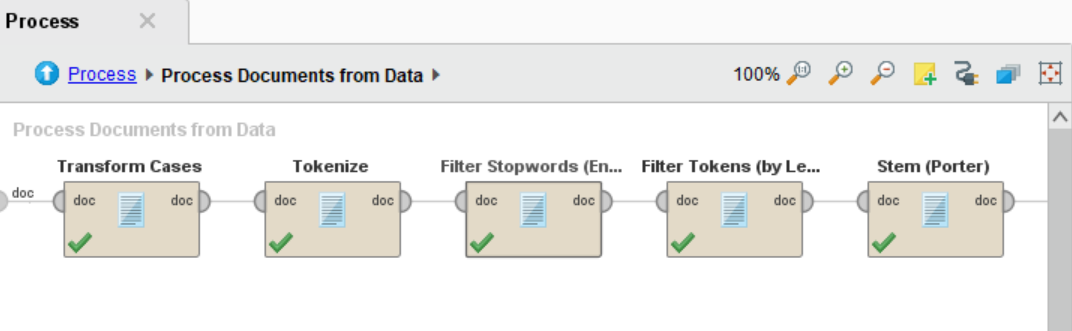 Process
Process Documents from Data
100%
Process Documents from Data
Transform Cases Tokenize Filter Stopwords (En... Filter Tokens (by Le... Stem (Porter)
doc doc doc doc doc doc doc doc doc doc doc